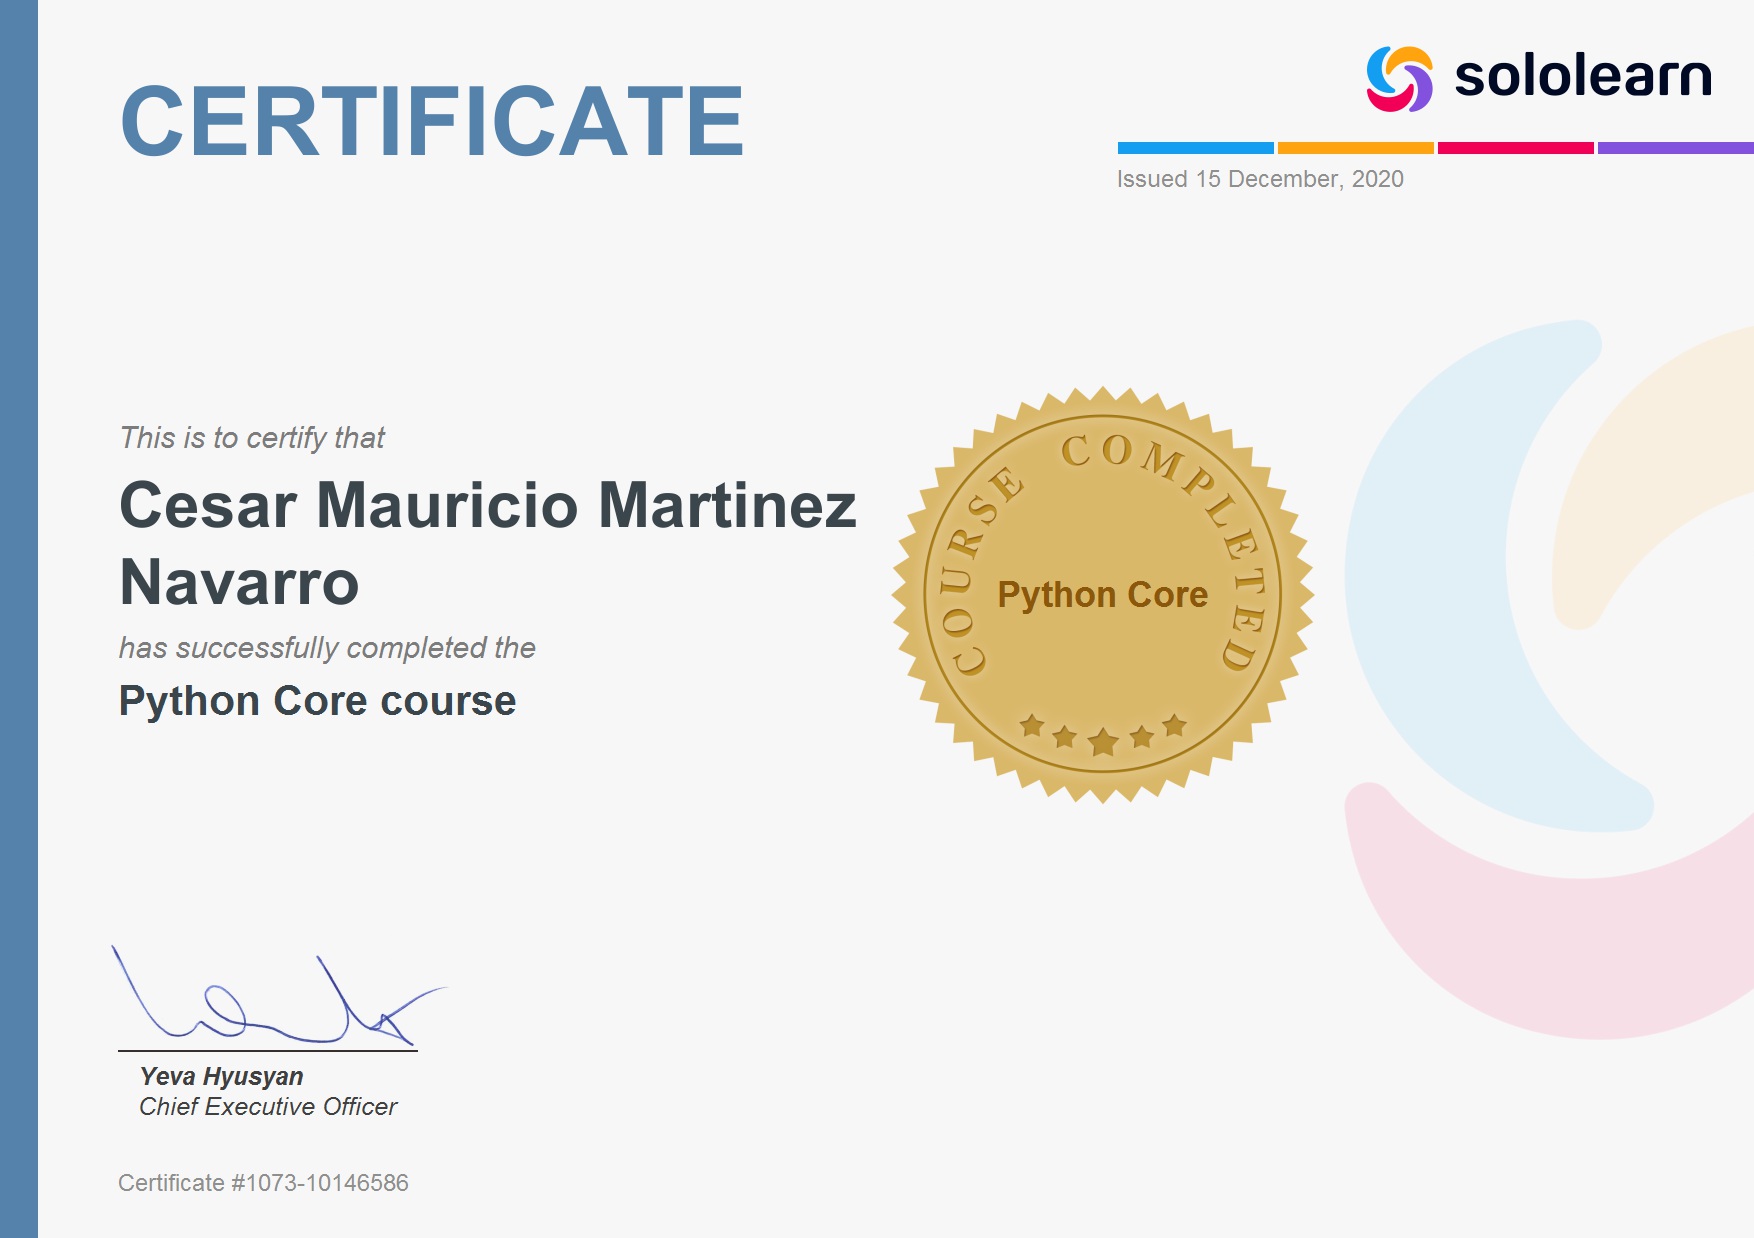 CERTIFICATE
sololearn
Issued 15 December, 2020
This is to certify that
Cesar Mauricio Martinez
Navarro
has successfully completed the
Python Core course
COURSE COMPLETED
Python Core
Yeva Hyusyan
Chief Executive Officer
Certificate #1073-10146586